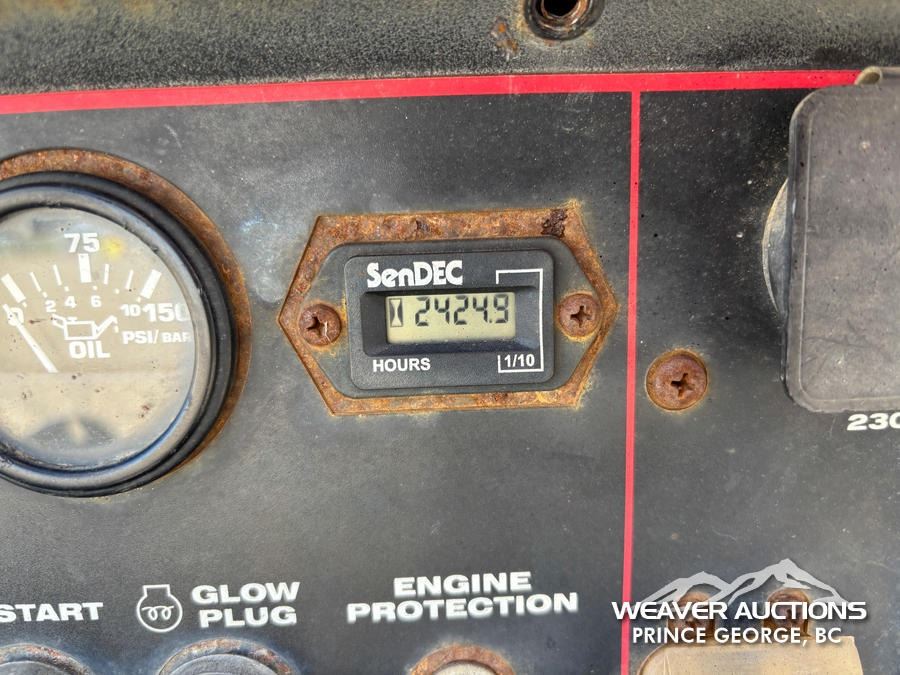 75
0 2 4 6 10 150
PSI/BAR
OIL
SenDEC
2424.9
HOURS 1/10
230
START
GLOW
PLUG
ENGINE
PROTECTION
WEAVER AUCTIONS
PRINCE GEORGE, BC